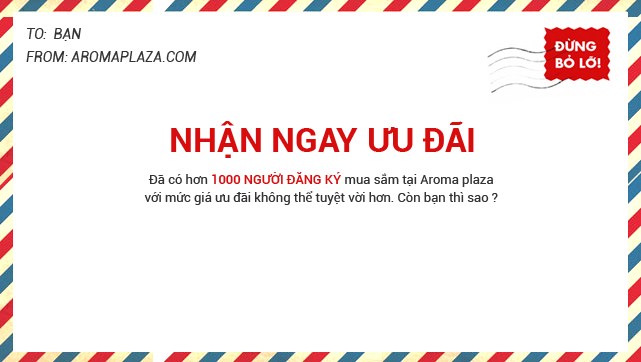 TO: BẠN
FROM: AROMAPLAZA.COM
ĐỪNG
BỎ LỠ!
NHẬN NGAY ƯU ĐÃI
Đã có hơn 1000 NGƯỜI ĐĂNG KÝ mua sắm tại Aroma plaza
với mức giá ưu đãi không thể tuyệt vời hơn. Còn bạn thì sao ?